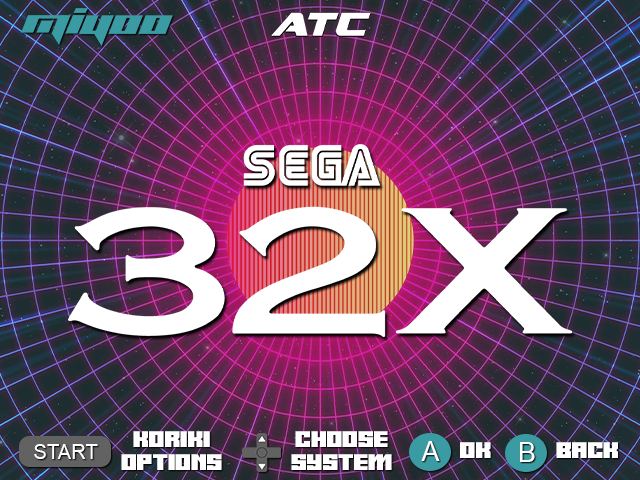 miyoo
ATC
SEGA
32X
START
KORIKI
OPTIONS
CHOOSE
SYSTEM
A
OK
B
BACK